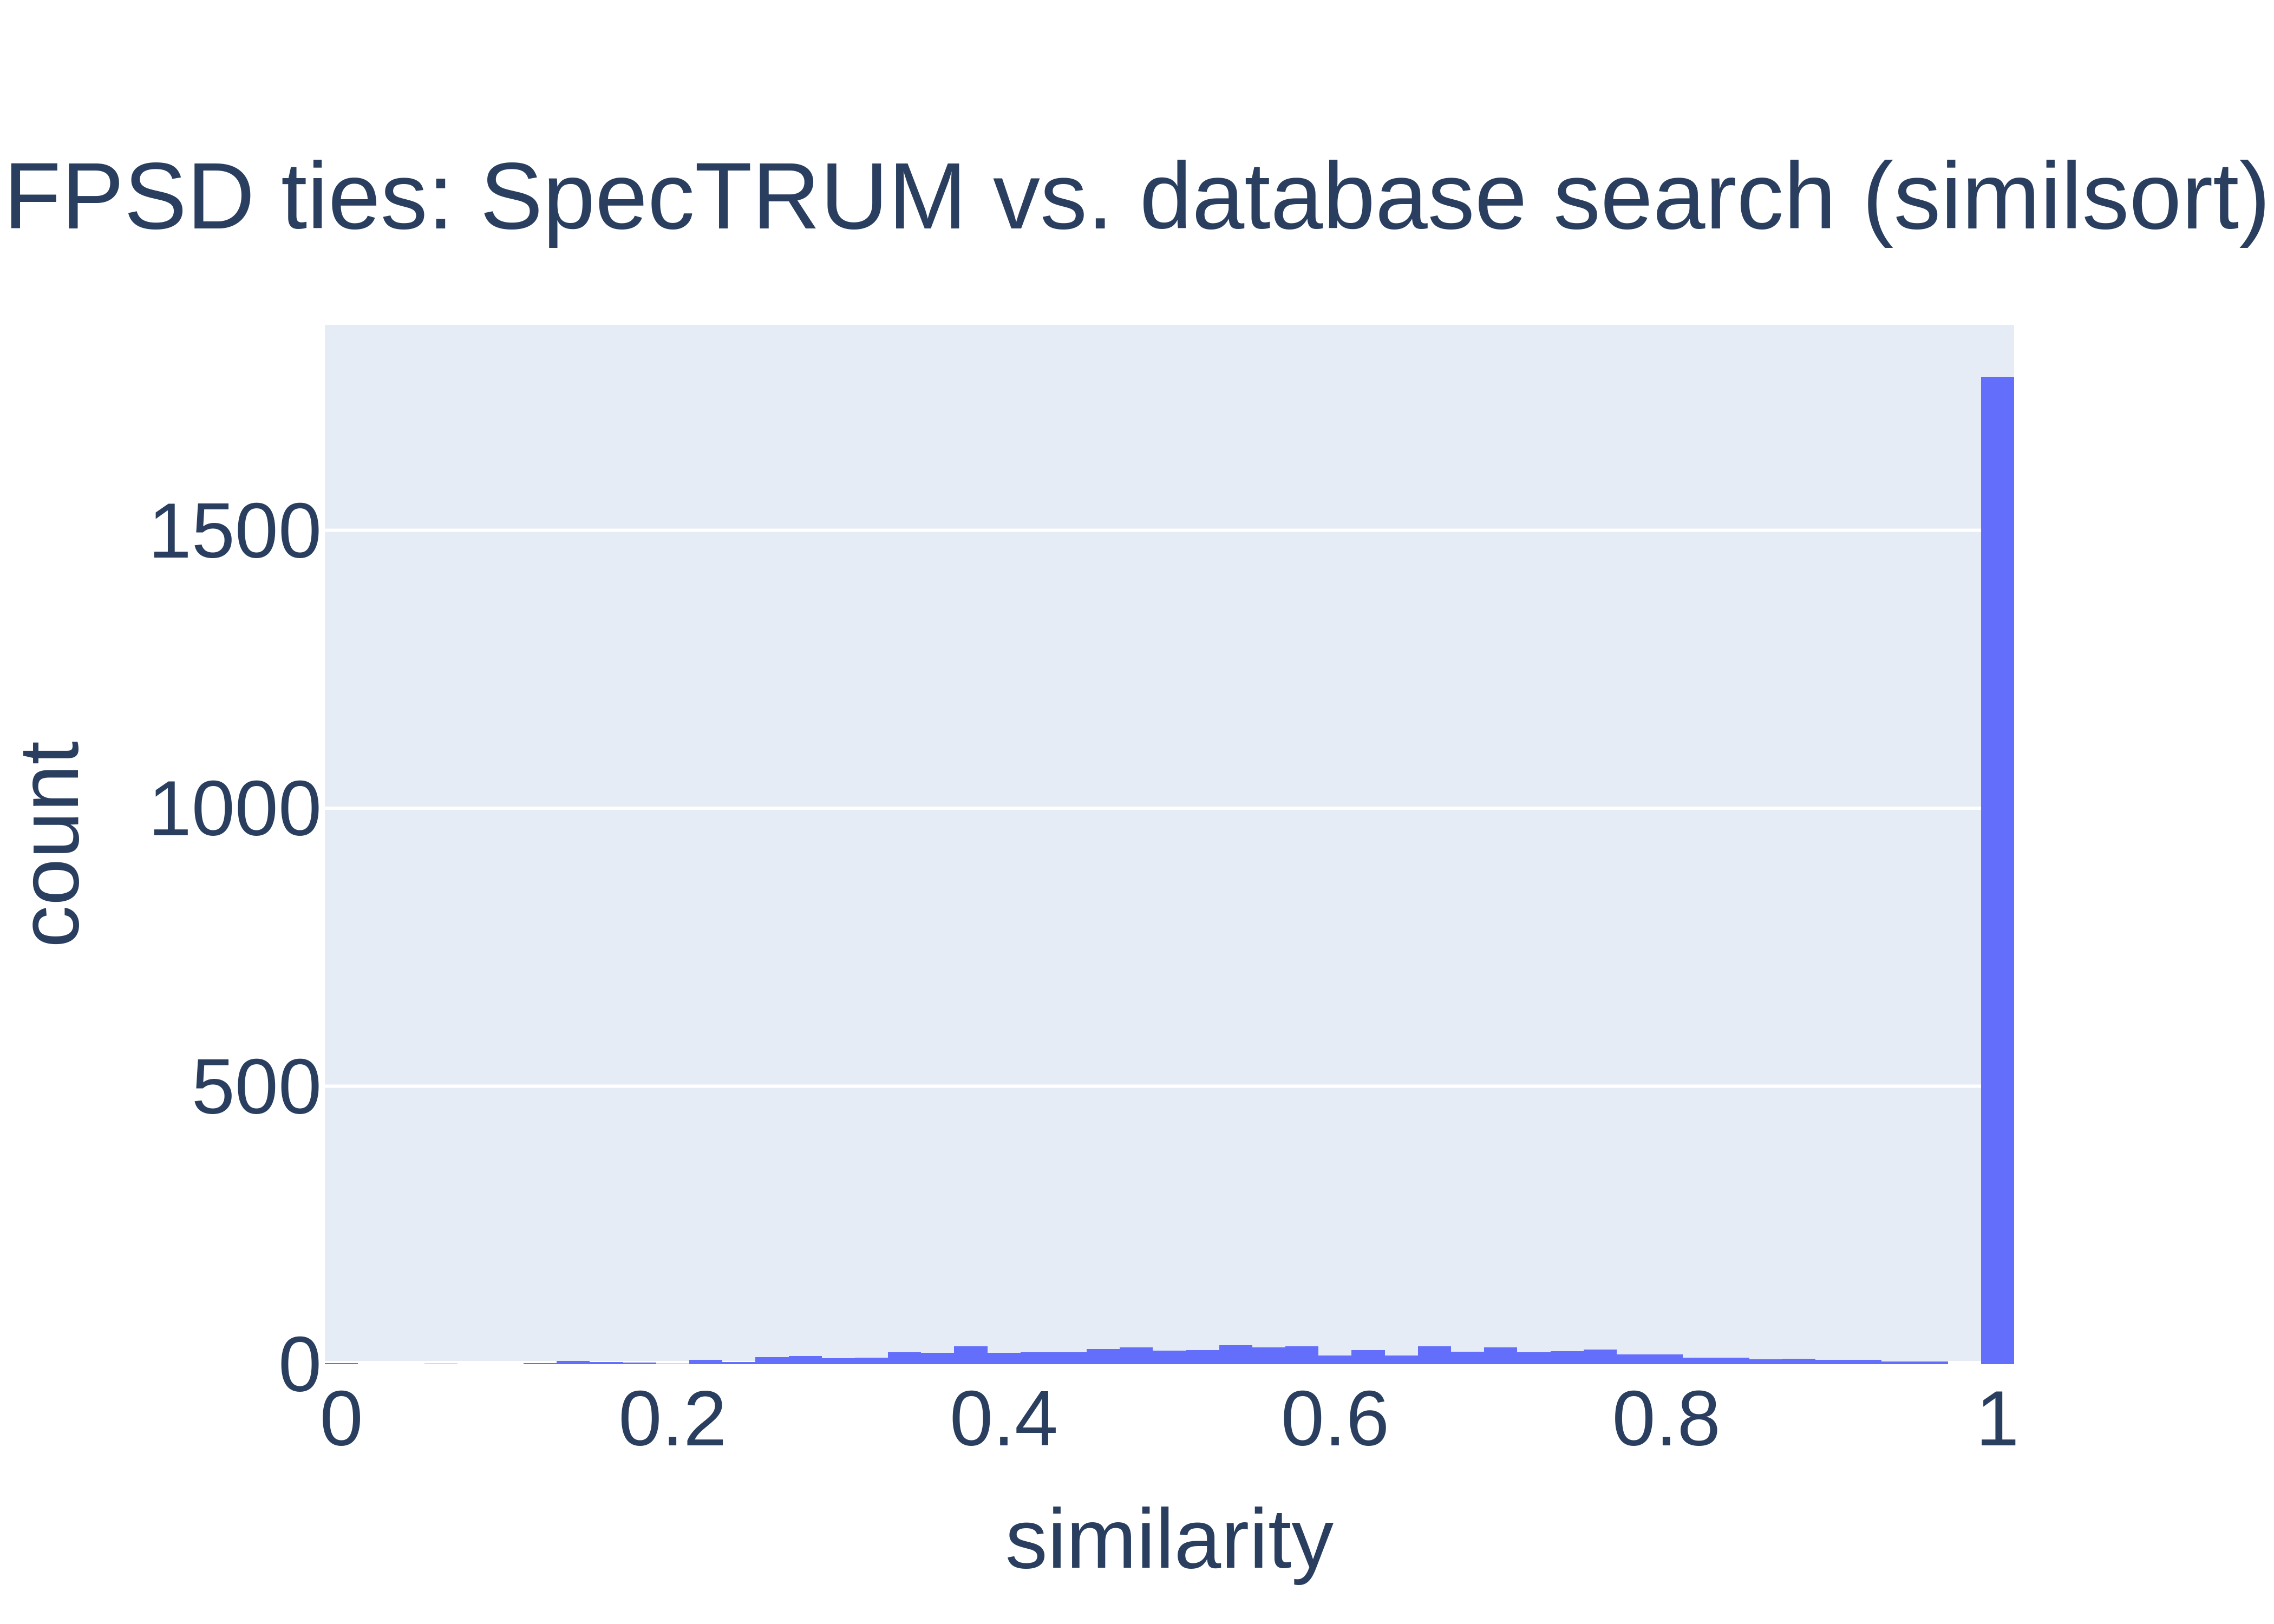 FPSD ties: SpecTRUM vs. database search (similsort)
1500
1000
500
0
count
0 0.2 0.4 0.6 0.8 1
similarity